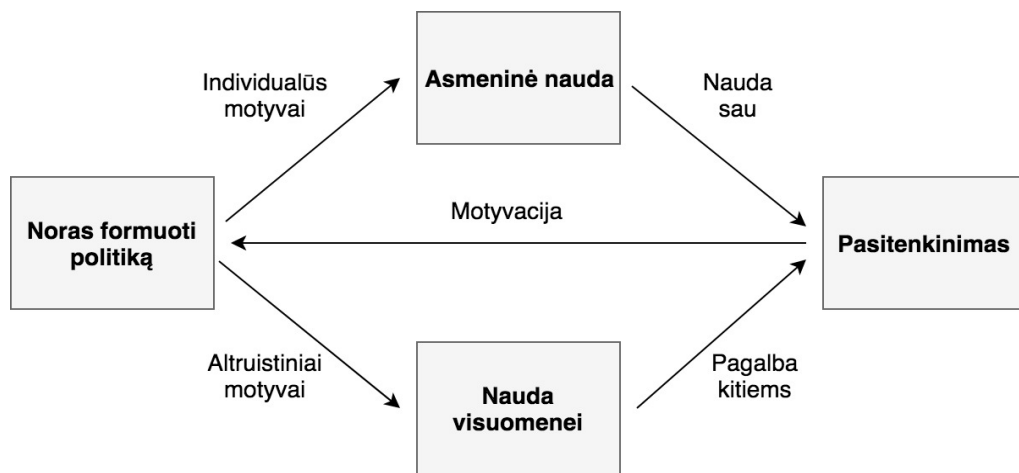 Individualūs
motyvai
Asmeninė nauda
Nauda
sau
Noras formuoti
politiką
Motyvacija
Pasitenkinimas
Altruistiniai
motyvai
Nauda
visuomenei
Pagalba
kitiems